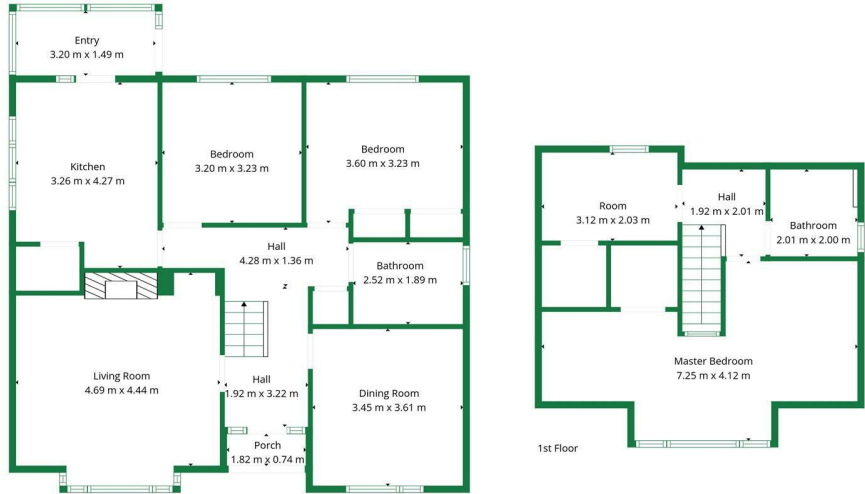 Entry
3.20 m x 1.49 m
Kitchen
3.26 m x 4.27 m
Bedroom
3.20 m x 3.23 m
Bedroom
3.60 m x 3.23 m
Hall
4.28 m x 1.36 m
Bathroom
2.52 m x 1.89 m
Living Room
4.69 m x 4.44 m
Hall
1.92 m x 3.22 m
Dining Room
3.45 m x 3.61 m
Porch
1.82 m x 0.74 m
Room
3.12 m x 2.03 m
Hall
1.92 m x 2.01 m
Bathroom
2.01 m x 2.00 m
Master Bedroom
7.25 m x 4.12 m
1st Floor